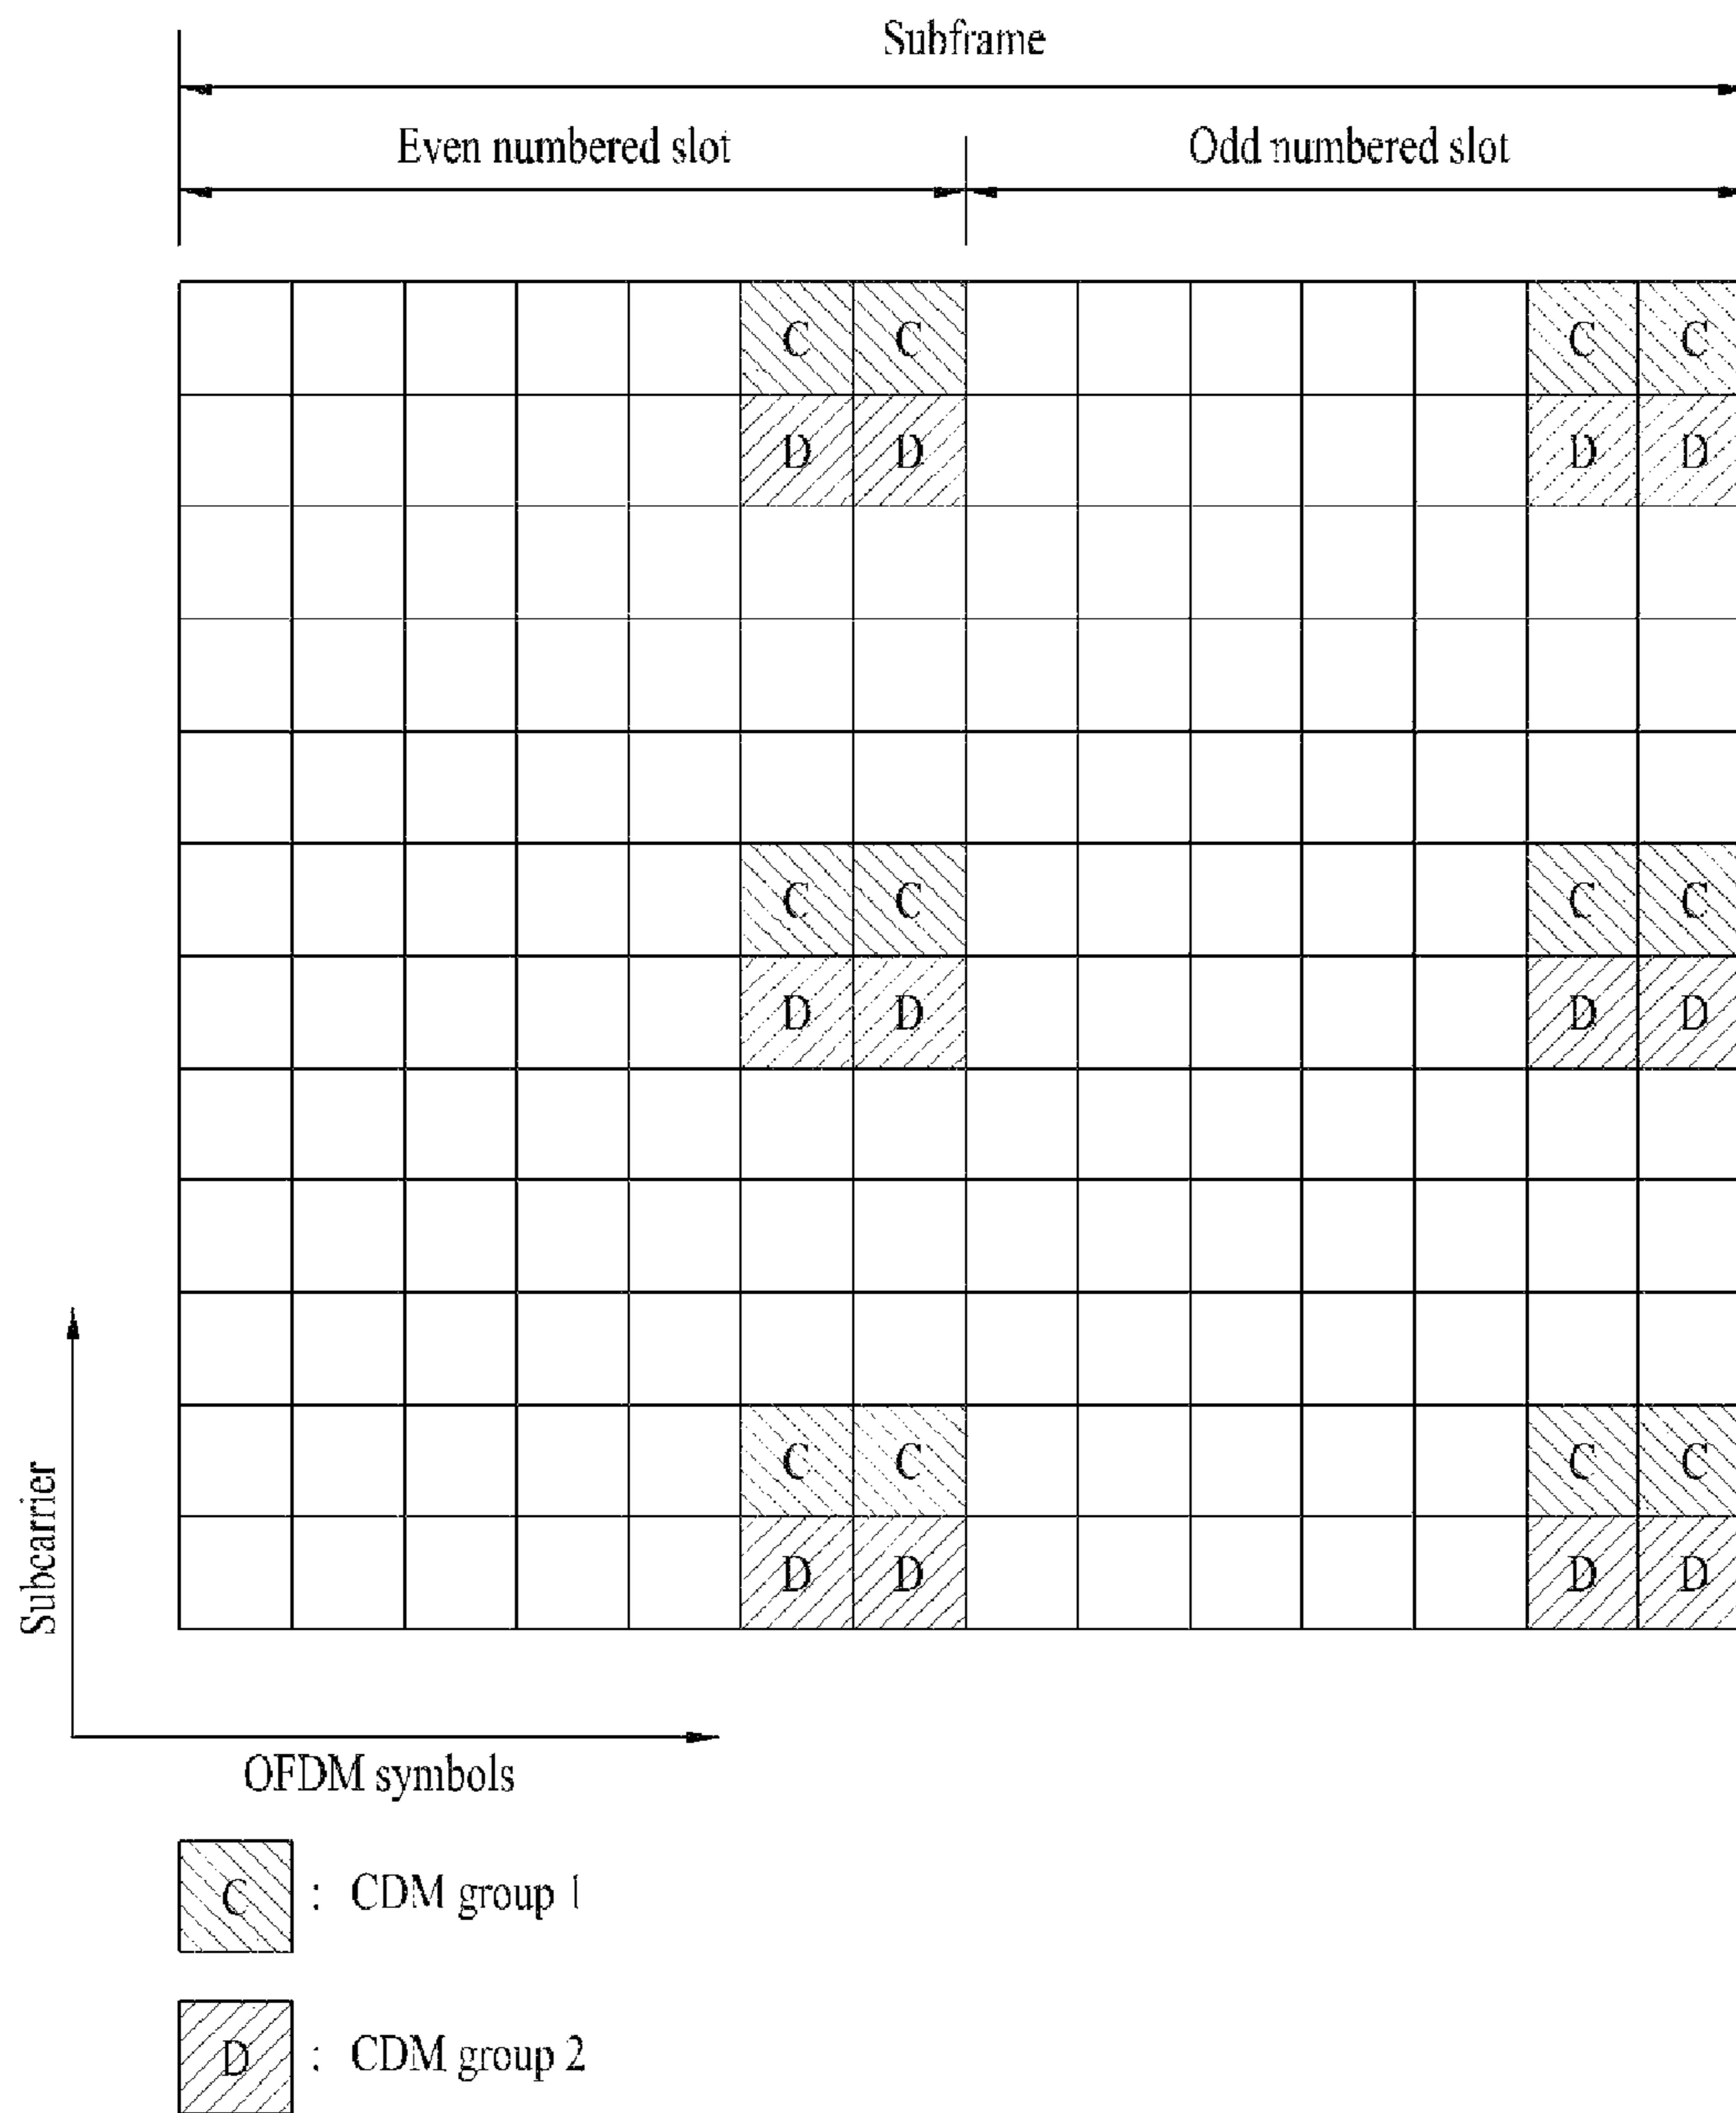 Subframe
Even numbered slot Odd numbered slot
C C C C
D D D D
C C C C
D D D D
C C C C
D D D D
Subcarrier
OFDM symbols
C : CDM group 1
D : CDM group 2